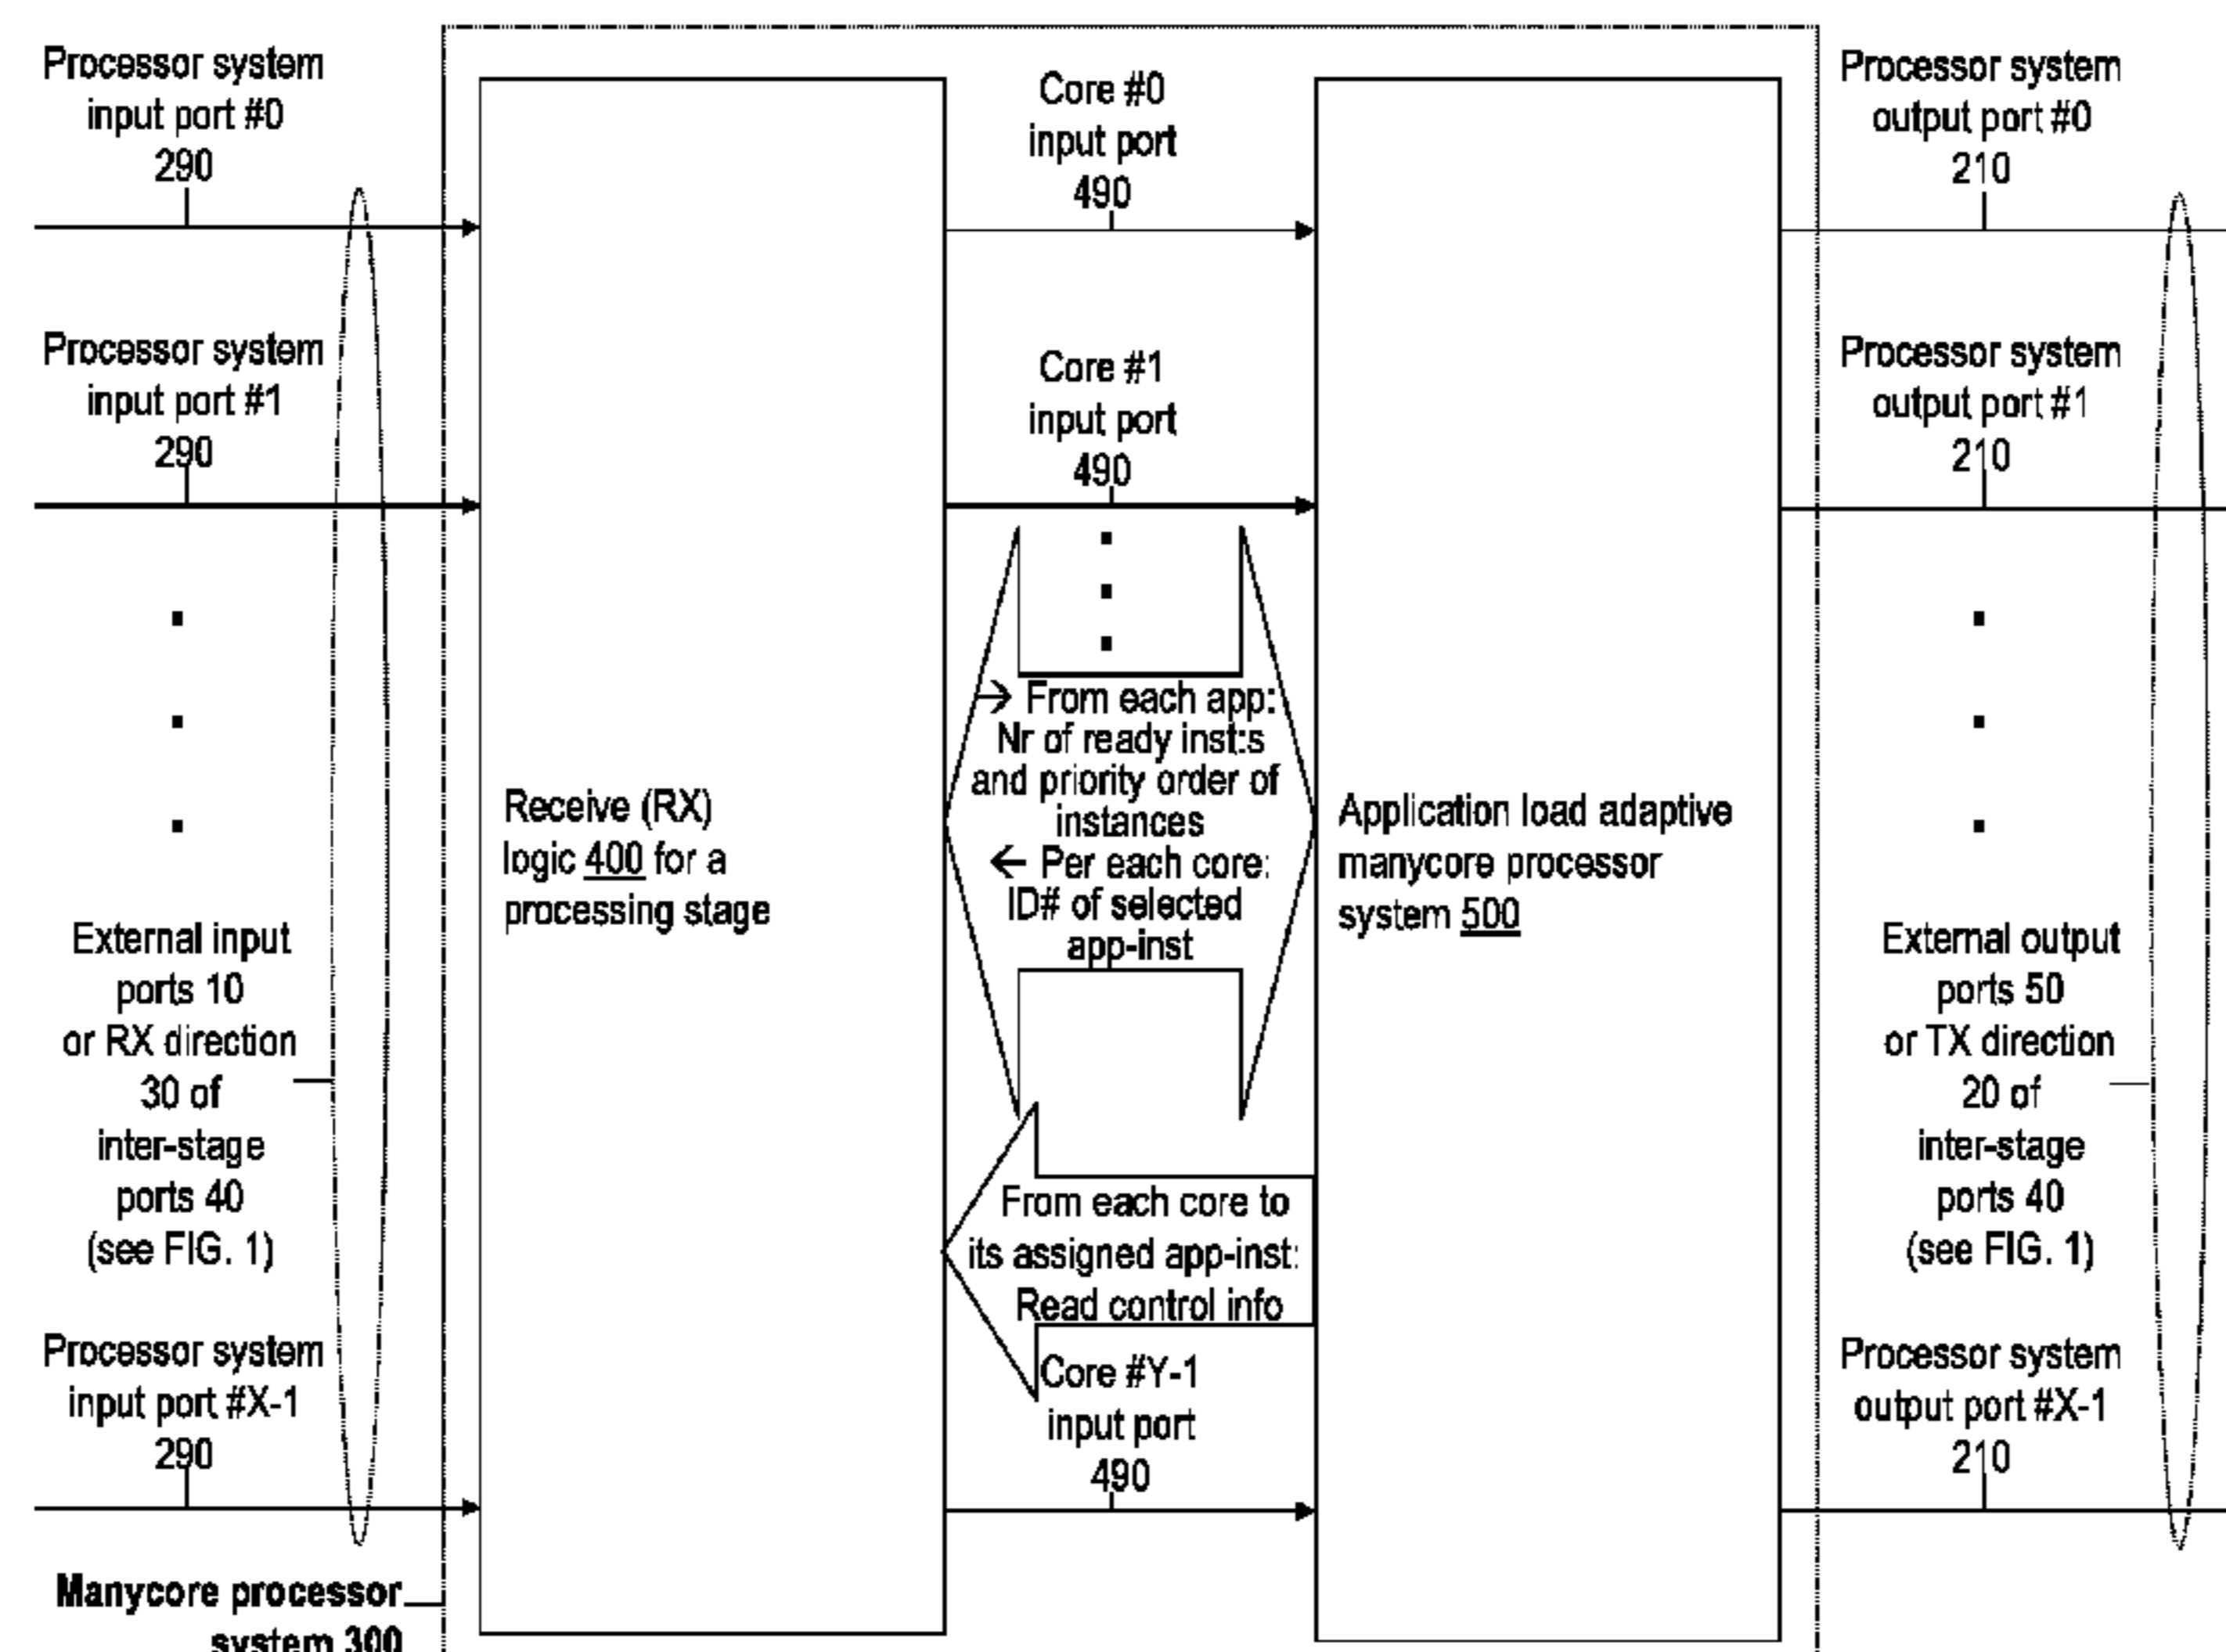 Processor system
input port #0
290
Processor system
input port #1
290
External input
ports 10
or RX direction
30 of
inter-stage
ports 40
(see FIG. 1)
Processor system
input port #X-1
290
Manycore processor
system 300
Receive (RX)
logic 400 for a
processing stage
Core #0
input port
490
Core #1
input port
490
→ From each app:
Nr of ready inst:s
and priority order of
instances
← Per each core:
ID# of selected
app-inst
From each core to
its assigned app-inst:
Read control info
Core #Y-1
input port
490
Application load adaptive
manycore processor
system 500
Processor system
output port #0
210
Processor system
output port #1
210
External output
ports 50
or TX direction
20 of
inter-stage
ports 40
(see FIG. 1)
Processor system
output port #X-1
210